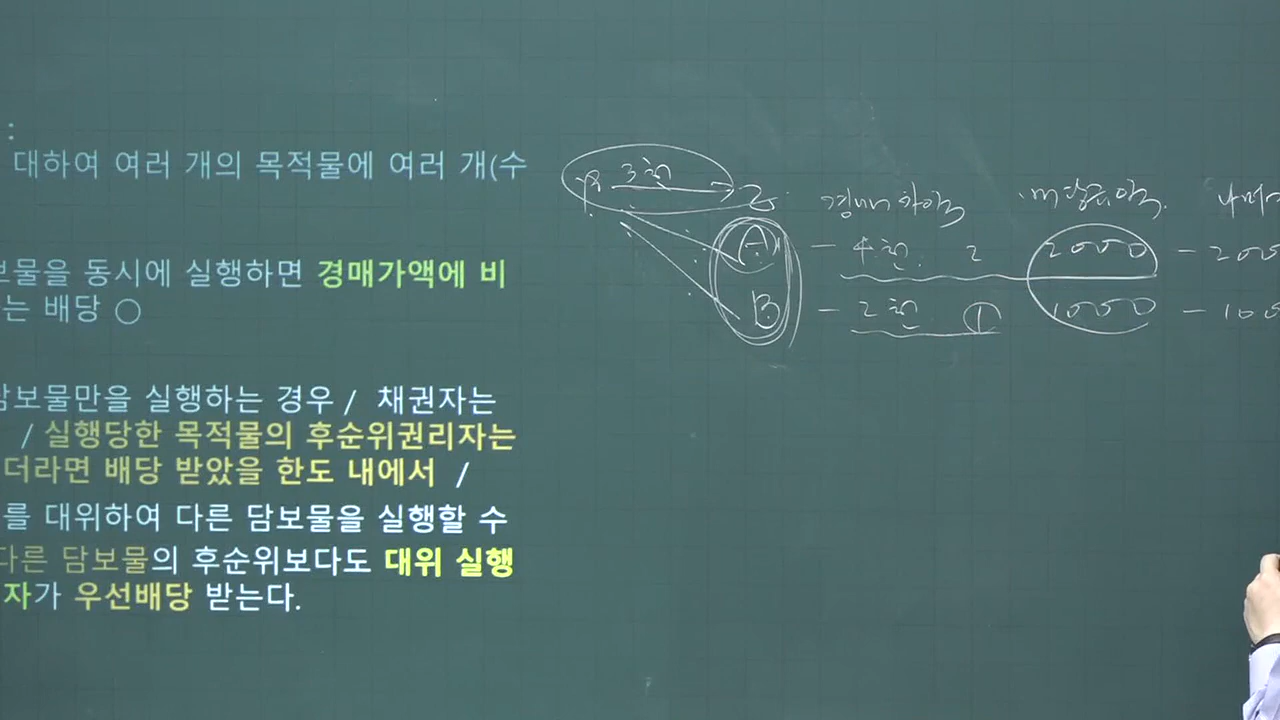 :
대하여 여러 개의 목적물에 여러 개(수
보물을 동시에 실행하면 경매가액에 비
는 배당 ○
담보물만을 실행하는 경우 / 채권자는
/ 실행당한 목적물의 후순위권리자는
더라면 배당 받았을 한도 내에서 /
를 대위하여 다른 담보물을 실행할 수
다른 담보물의 후순위보다도 대위 실행
자가 우선배당 받는다.
3천
경매가액
A - 4천 2 2000 - 200
B - 2천 ① 1000 - 100